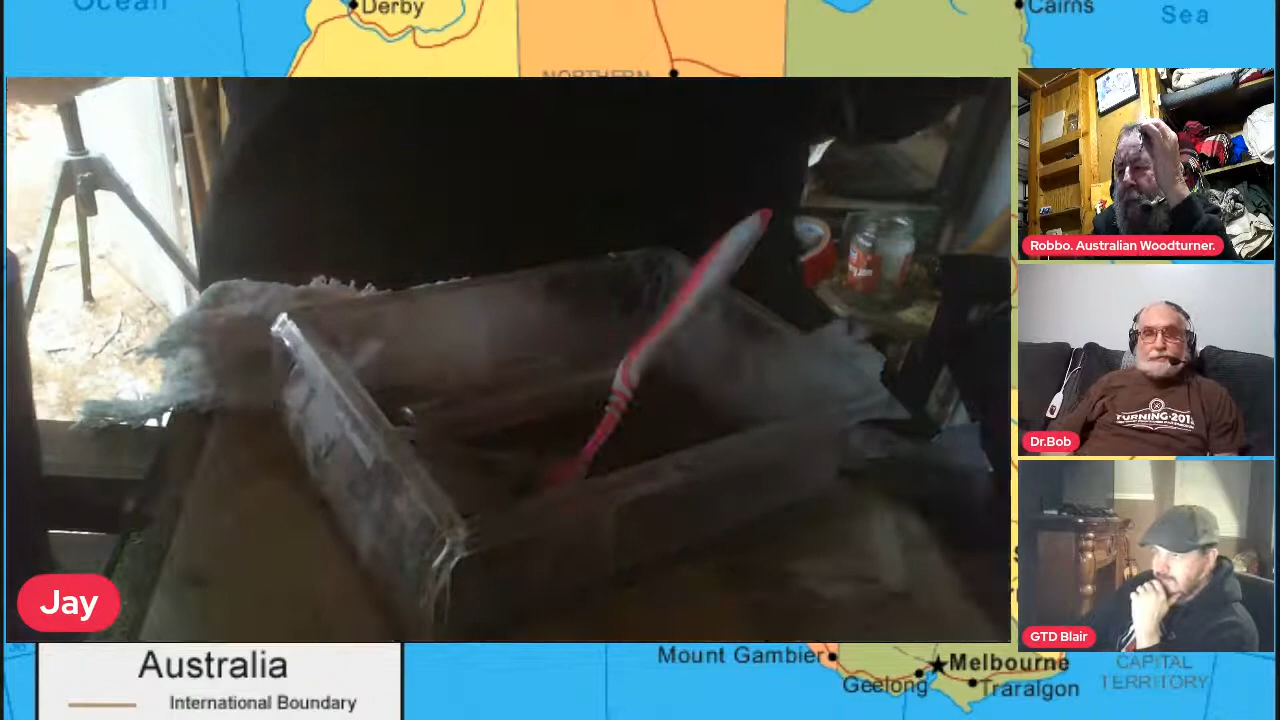 Ocean
Derby
Cairns
Sea
NORTHERN
Robbo. Australian Woodturner.
TURNING
Dr.Bob
GTD Blair
Jay
Australia
International Boundary
Mount Gambier
Geelong
Melbourne
Traralgon
CAPITAL
TERRITORY